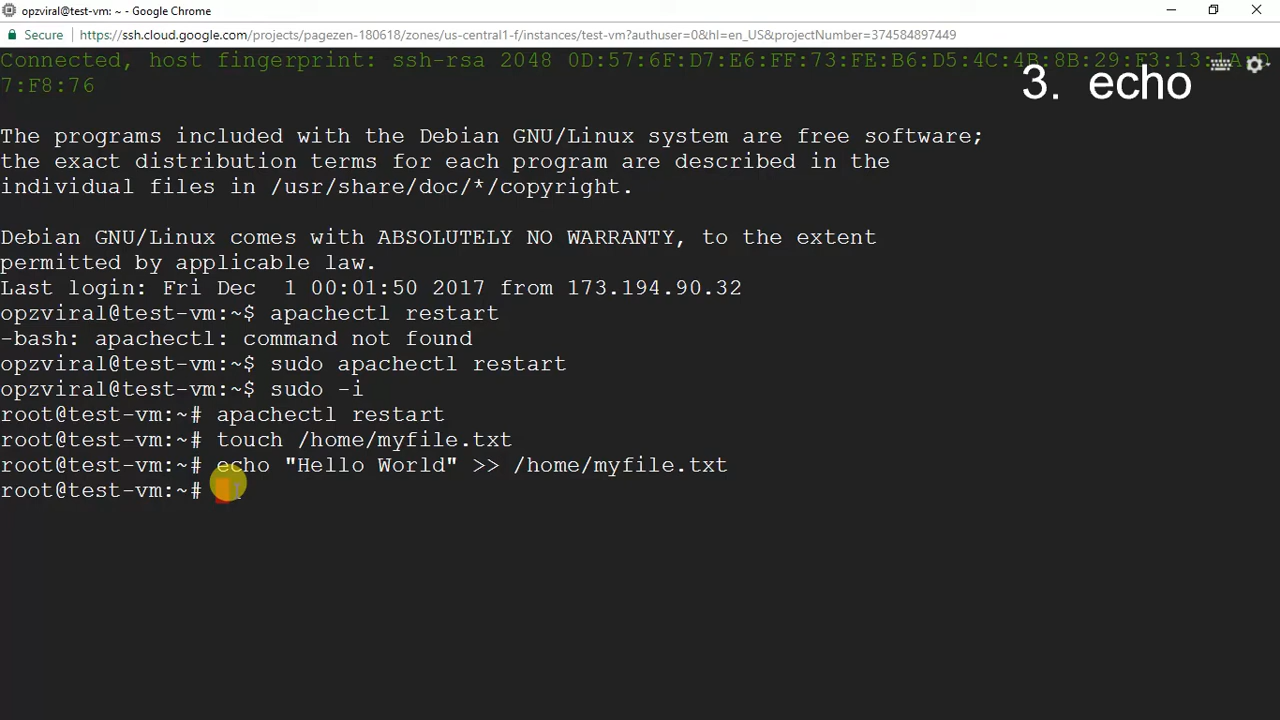 opzviral@test-vm: ~ - Google Chrome
Secure https://ssh.cloud.google.com/projects/pagezen-180618/zones/us-central1-f/instances/test-vm?authuser=0&hl=en_US&projectNumber=374584897449
Connected, host fingerprint: ssh-rsa 2048 0D:57:6F:D7:E6:FF:73:FE:B6:D5:4C:4B:8B:29:F3:13:1A:D
7:F8:76
3. echo
The programs included with the Debian GNU/Linux system are free software;
the exact distribution terms for each program are described in the
individual files in /usr/share/doc/*/copyright.
Debian GNU/Linux comes with ABSOLUTELY NO WARRANTY, to the extent
permitted by applicable law.
Last login: Fri Dec  1 00:01:50 2017 from 173.194.90.32
opzviral@test-vm:~$ apachectl restart
-bash: apachectl: command not found
opzviral@test-vm:~$ sudo apachectl restart
opzviral@test-vm:~$ sudo -i
root@test-vm:~# apachectl restart
root@test-vm:~# touch /home/myfile.txt
root@test-vm:~# echo "Hello World" >> /home/myfile.txt
root@test-vm:~#